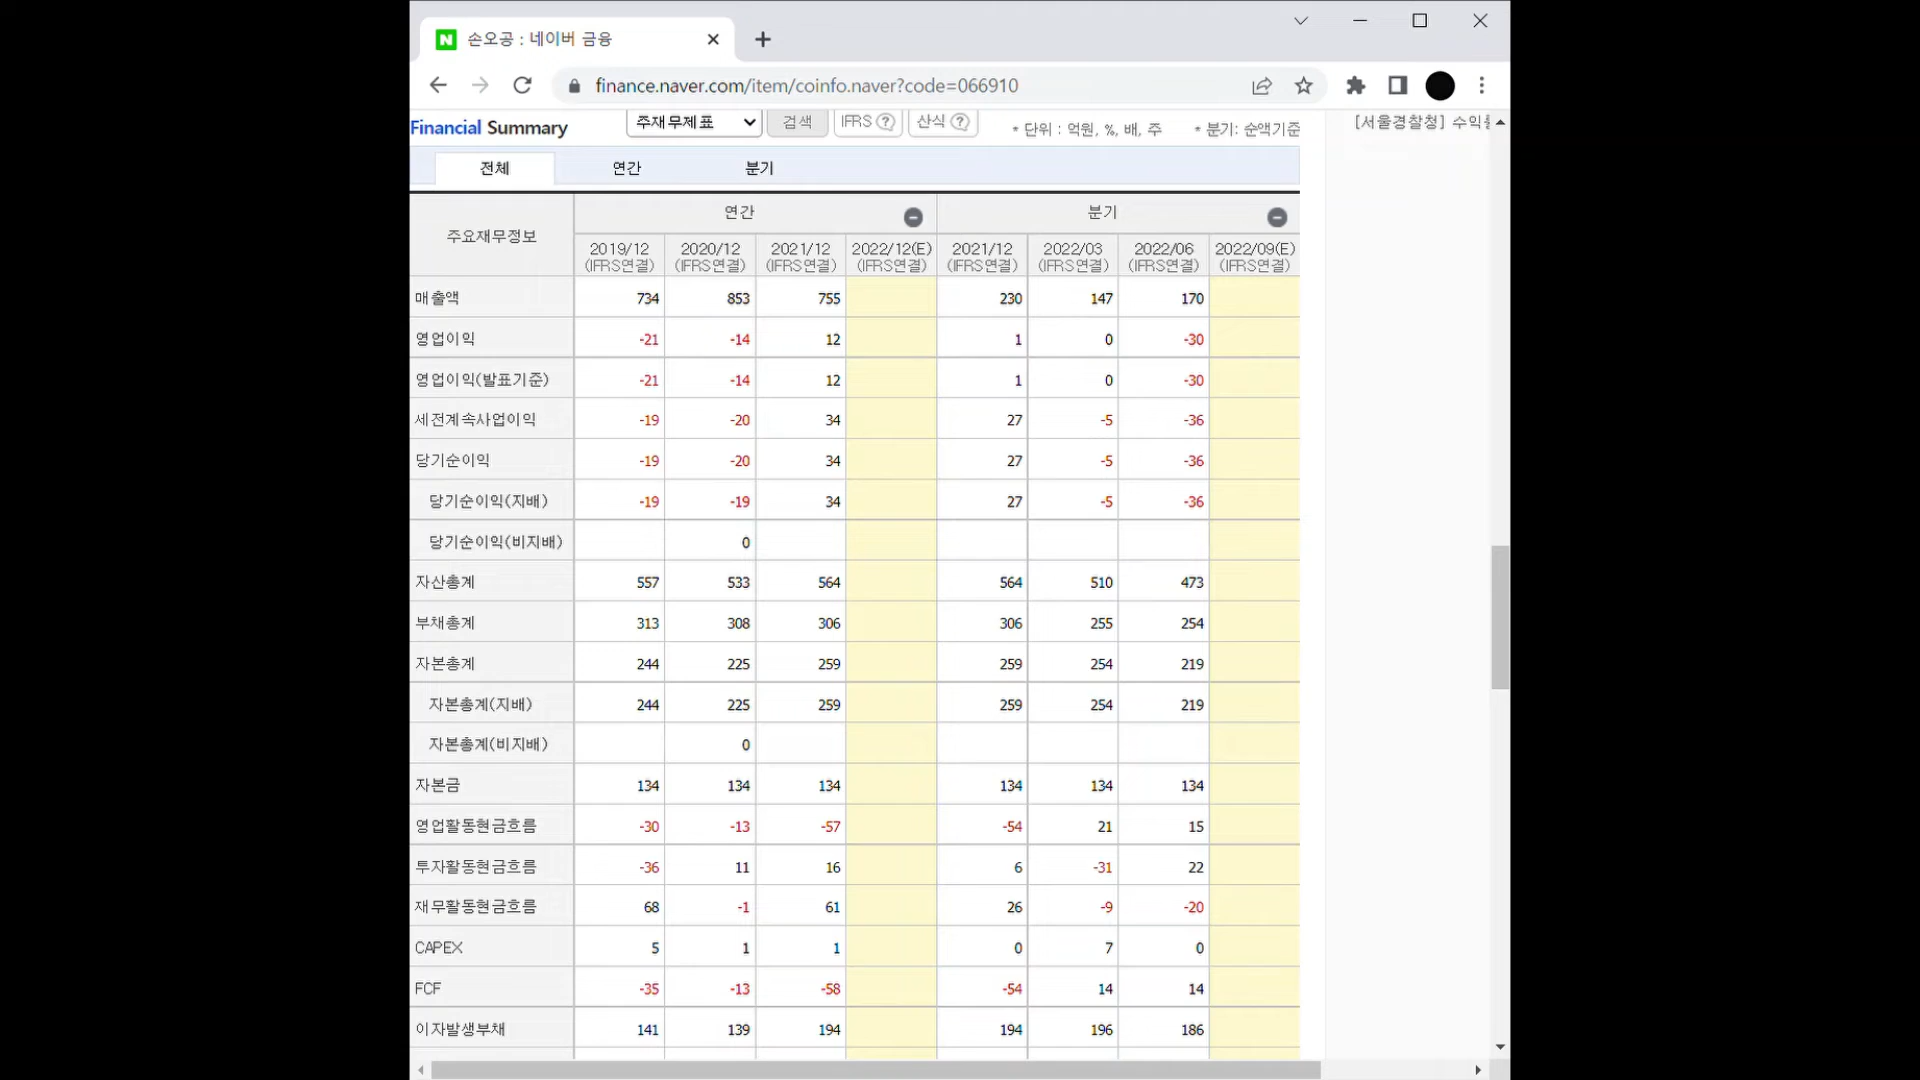 손오공 : 네이버 금융
finance.naver.com/item/coinfo.naver?code=066910
Financial Summary 주재무제표 검색 IFRS ? 산식 ? * 단위 : 억원, %, 배, 주 * 분기: 순액기준 [서울경찰청]
전체 연간 분기
주요재무정보 연간 분기
2019/12 2020/12 2021/12 2022/12(E) 2021/12 2022/03 2022/06 2022/09(E)
(IFRS연결) (IFRS연결) (IFRS연결) (IFRS연결) (IFRS연결) (IFRS연결) (IFRS연결) (IFRS연결)
매출액 734 853 755 230 147 170
영업이익 -21 -14 12 1 0 -30
영업이익(발표기준) -21 -14 12 1 0 -30
세전계속사업이익 -19 -20 34 27 -5 -36
당기순이익 -19 -20 34 27 -5 -36
당기순이익(지배) -19 -19 34 27 -5 -36
당기순이익(비지배) 0
자산총계 557 533 564 564 510 473
부채총계 313 308 306 306 255 254
자본총계 244 225 259 259 254 219
자본총계(지배) 244 225 259 259 254 219
자본총계(비지배) 0
자본금 134 134 134 134 134 134
영업활동현금흐름 -30 -13 -57 -54 21 15
투자활동현금흐름 -36 11 16 6 -31 22
재무활동현금흐름 68 -1 61 26 -9 -20
CAPEX 5 1 1 0 7 0
FCF -35 -13 -58 -54 14 14
이자발생부채 141 139 194 194 196 186